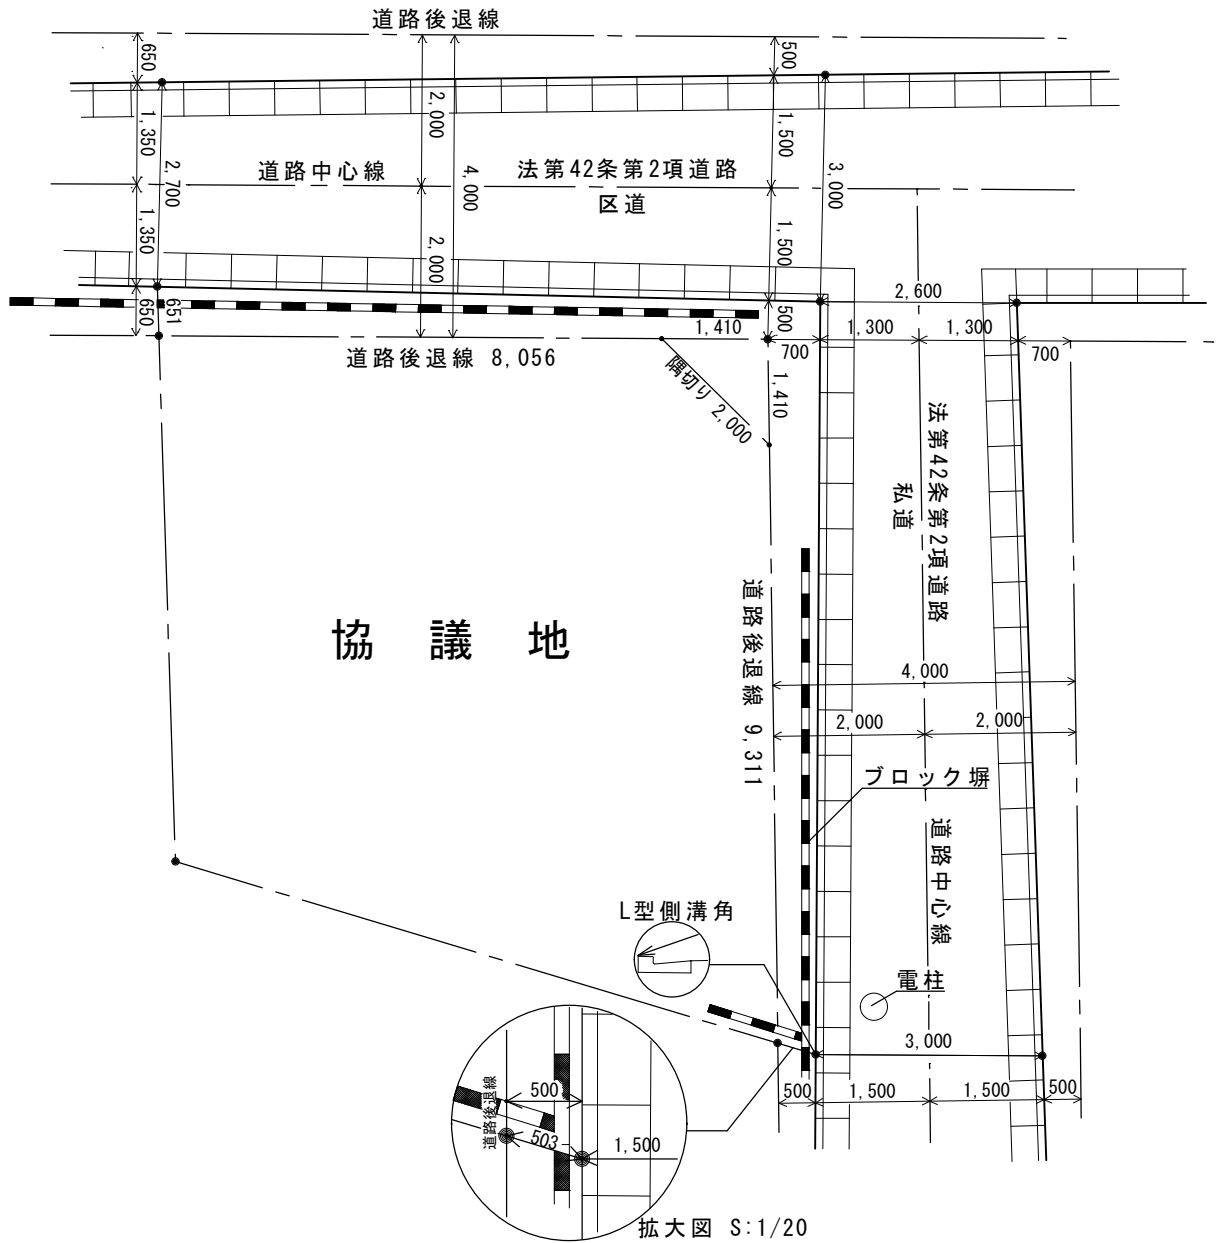 道路後退線
650
500
1,350
2,000
1,500
道路中心線
2,700
4,000
法第42条第2項道路
区道
3,000
1,350
2,000
1,500
650
651
500
2,600
1,410
700
1,300
1,300
700
道路後退線 8,056
隅切り 2,000
1,410
法第42条第2項道路
私道
道路後退線 9,311
協議地
4,000
2,000
2,000
ブロック塀
道路中心線
L型側溝角
電柱
3,000
500
1,500
1,500
500
道路後退線
500
503
1,500
拡大図 S:1/20